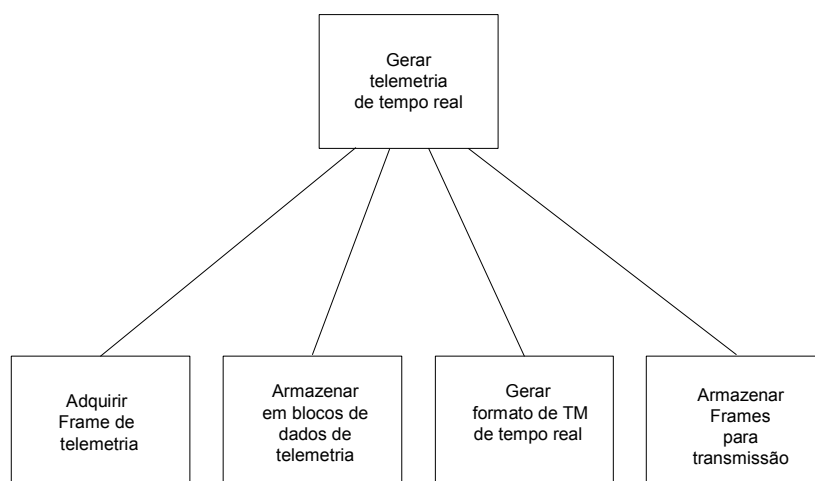 Gerar
telemetria
de tempo real
Adquirir
Frame de
telemetria
Armazenar
em blocos de
dados de
telemetria
Gerar
formato de TM
de tempo real
Armazenar
Frames
para
transmissão